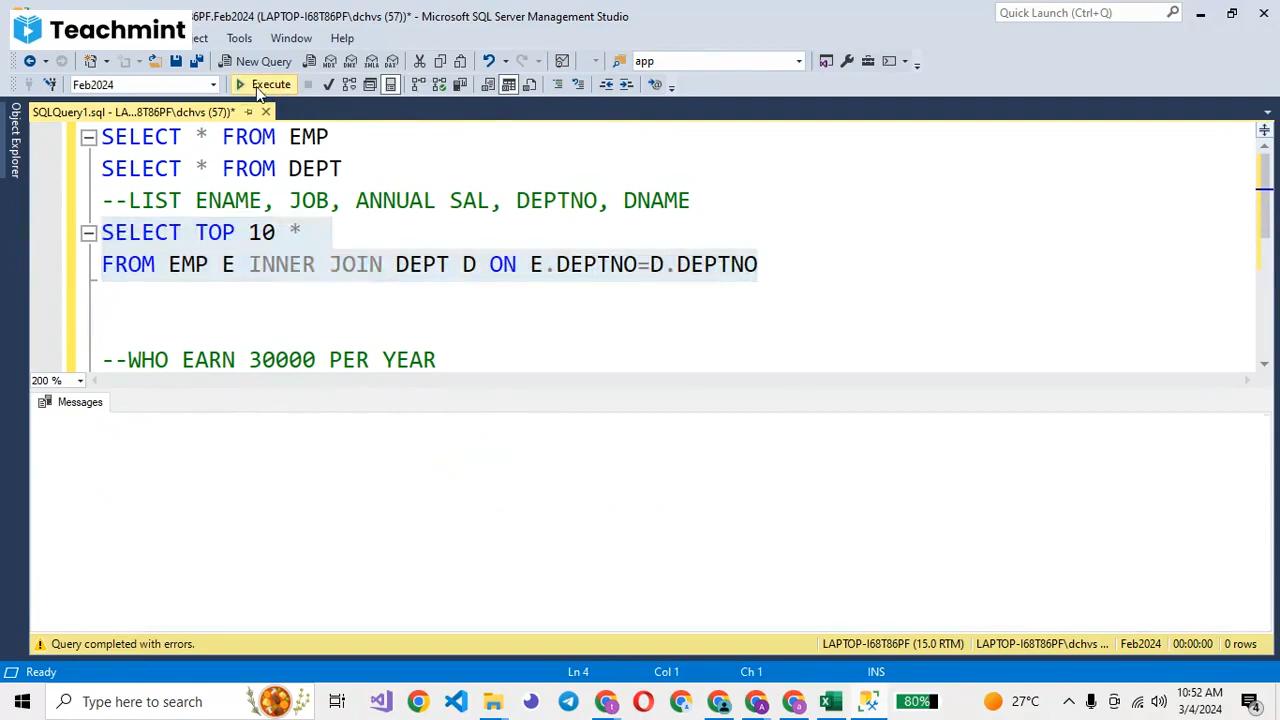 Teachmint
PF.Feb2024 (LAPTOP-I68T86PF\dchvs (57))* - Microsoft SQL Server Management Studio
Quick Launch (Ctrl+Q)
Tools Window Help
New Query
app
Feb2024
Execute
SQLQuery1.sql - LA...8T86PF\dchvs (57))*
Object Explorer
SELECT * FROM EMP
SELECT * FROM DEPT
--LIST ENAME, JOB, ANNUAL SAL, DEPTNO, DNAME
SELECT TOP 10 *
FROM EMP E INNER JOIN DEPT D ON E.DEPTNO=D.DEPTNO
--WHO EARN 30000 PER YEAR
200 %
Messages
Query completed with errors. LAPTOP-I68T86PF (15.0 RTM) LAPTOP-I68T86PF\dchvs ... Feb2024 00:00:00 0 rows
Ready Ln 4 Col 1 Ch 1 INS
Type here to search
80%
27°C
10:52 AM
3/4/2024
4